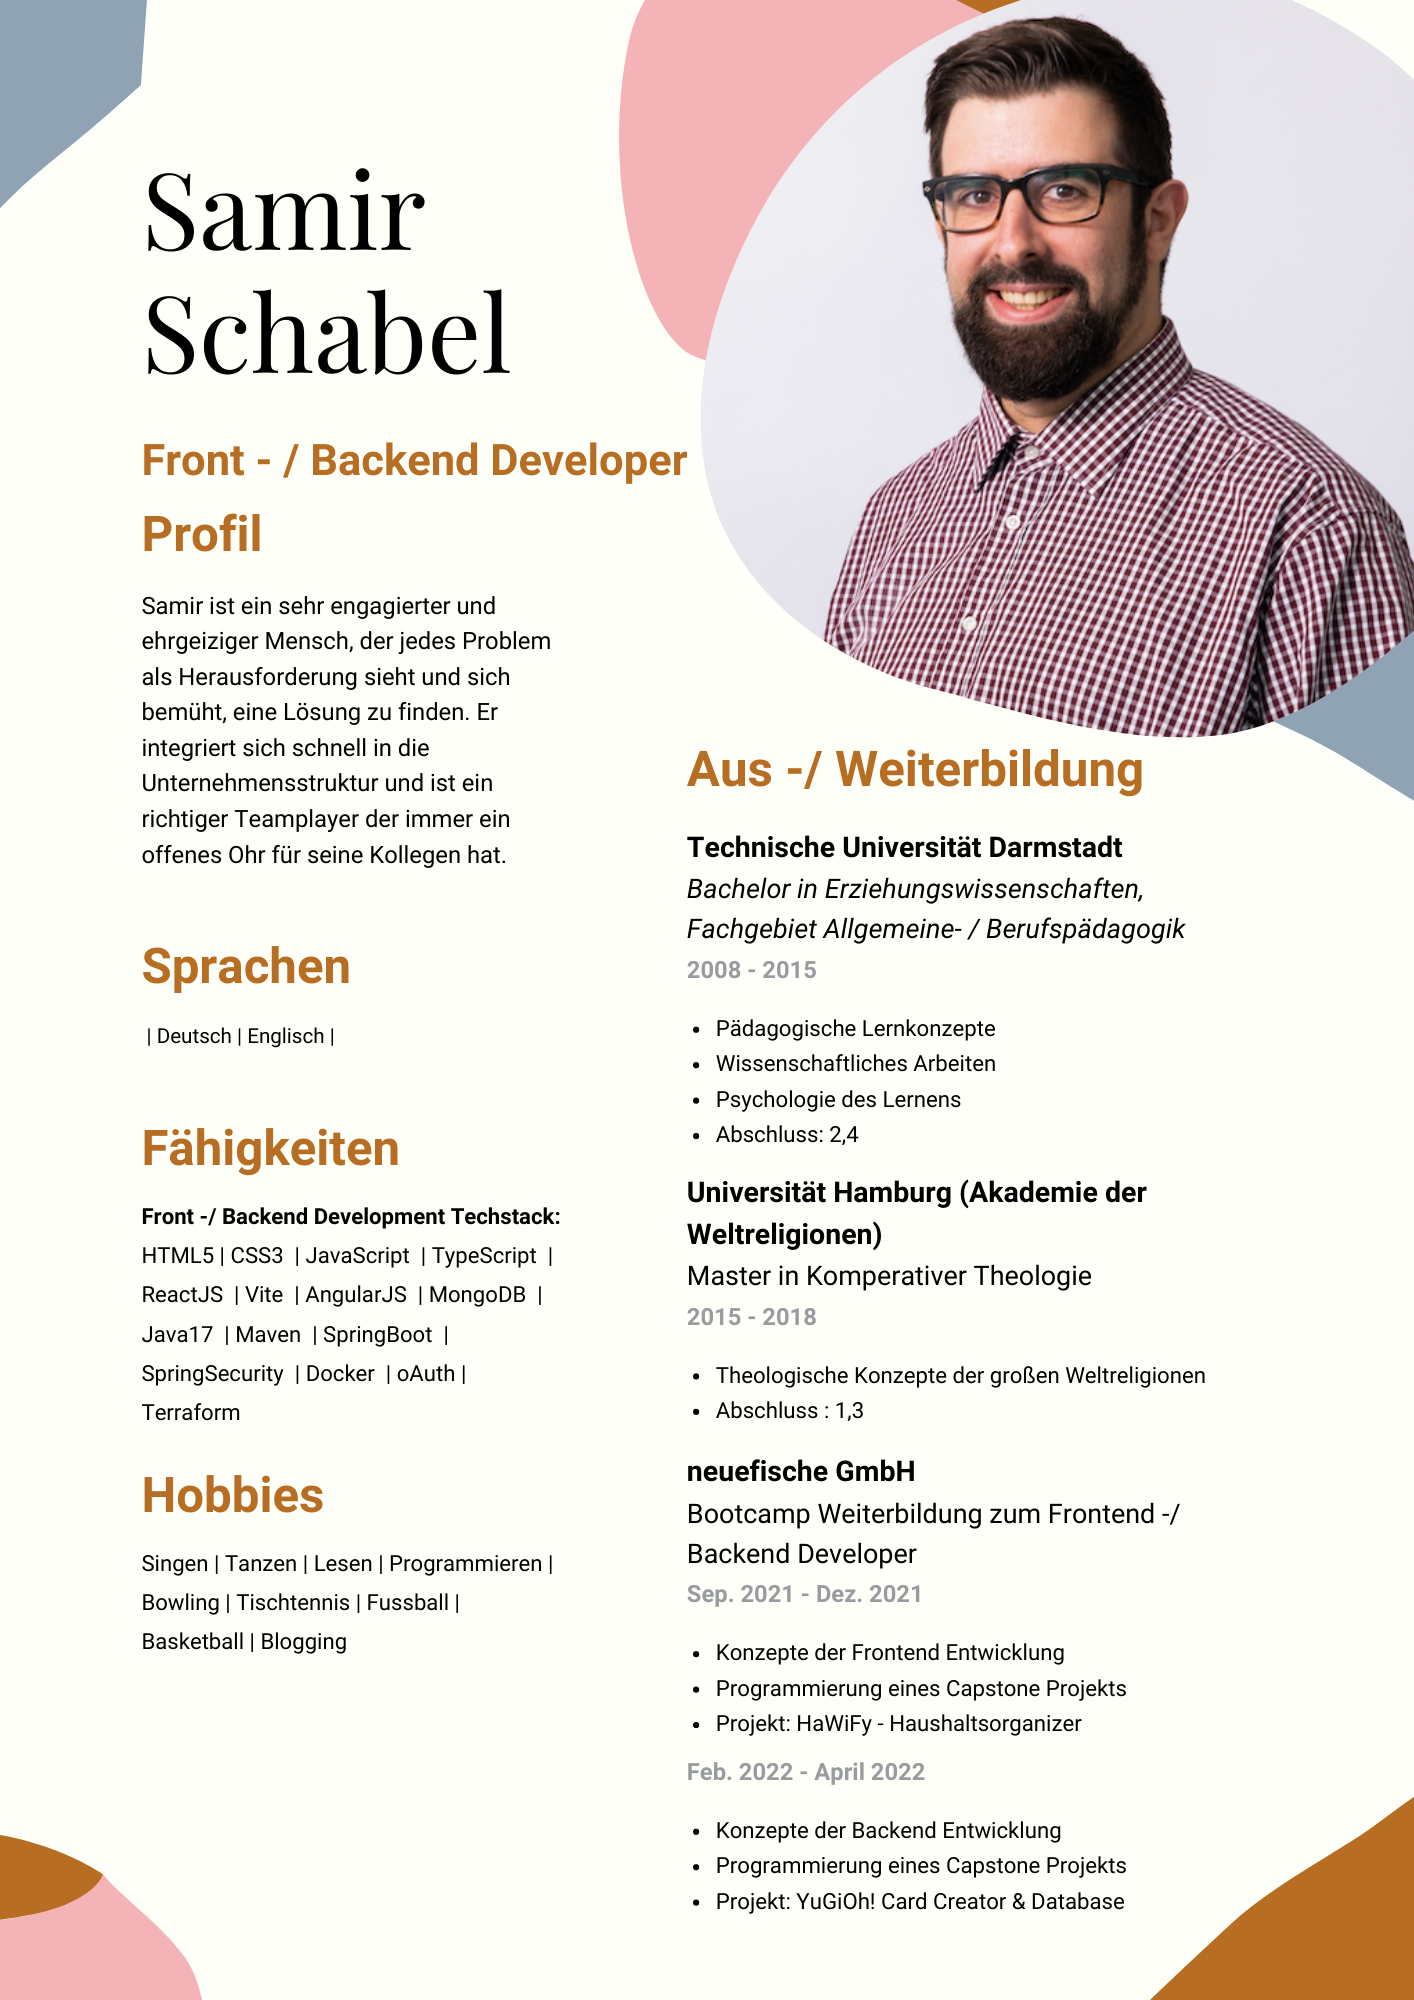 Samir
Schabel
Front - / Backend Developer
Profil
Samir ist ein sehr engagierter und
ehrgeiziger Mensch, der jedes Problem
als Herausforderung sieht und sich
bemüht, eine Lösung zu finden. Er
integriert sich schnell in die
Unternehmensstruktur und ist ein
richtiger Teamplayer der immer ein
offenes Ohr für seine Kollegen hat.
Sprachen
| Deutsch | Englisch |
Fähigkeiten
Front -/ Backend Development Techstack:
HTML5 | CSS3 | JavaScript | TypeScript |
ReactJS | Vite | AngularJS | MongoDB |
Java17 | Maven | SpringBoot |
SpringSecurity | Docker | oAuth |
Terraform
Hobbies
Singen | Tanzen | Lesen | Programmieren |
Bowling | Tischtennis | Fussball |
Basketball | Blogging
Aus -/ Weiterbildung
Technische Universität Darmstadt
Bachelor in Erziehungswissenschaften,
Fachgebiet Allgemeine- / Berufspädagogik
2008 - 2015
• Pädagogische Lernkonzepte
• Wissenschaftliches Arbeiten
• Psychologie des Lernens
• Abschluss: 2,4
Universität Hamburg (Akademie der
Weltreligionen)
Master in Komperativer Theologie
2015 - 2018
• Theologische Konzepte der großen Weltreligionen
• Abschluss : 1,3
neuefische GmbH
Bootcamp Weiterbildung zum Frontend -/
Backend Developer
Sep. 2021 - Dez. 2021
• Konzepte der Frontend Entwicklung
• Programmierung eines Capstone Projekts
• Projekt: HaWiFy - Haushaltsorganizer
Feb. 2022 - April 2022
• Konzepte der Backend Entwicklung
• Programmierung eines Capstone Projekts
• Projekt: YuGiOh! Card Creator & Database